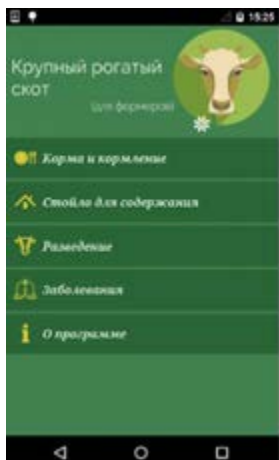 15:25
Крупный рогатый
скот
(для фермеров)
Корма и кормление
Стойло для содержания
Разведение
Заболевания
О программе